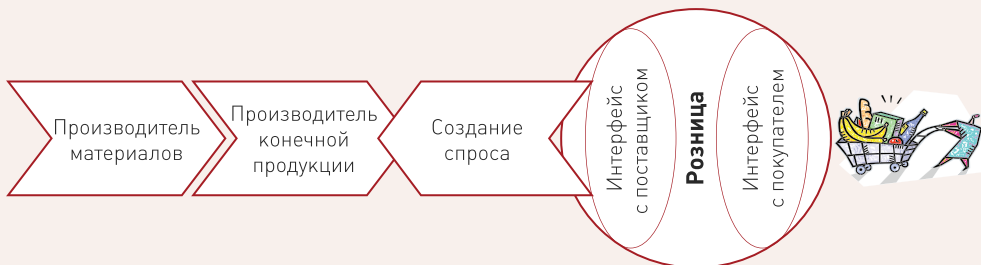 Производитель
материалов
Производитель
конечной
продукции
Создание
спроса
Интерфейс
с поставщиком
Розница
Интерфейс
с покупателем